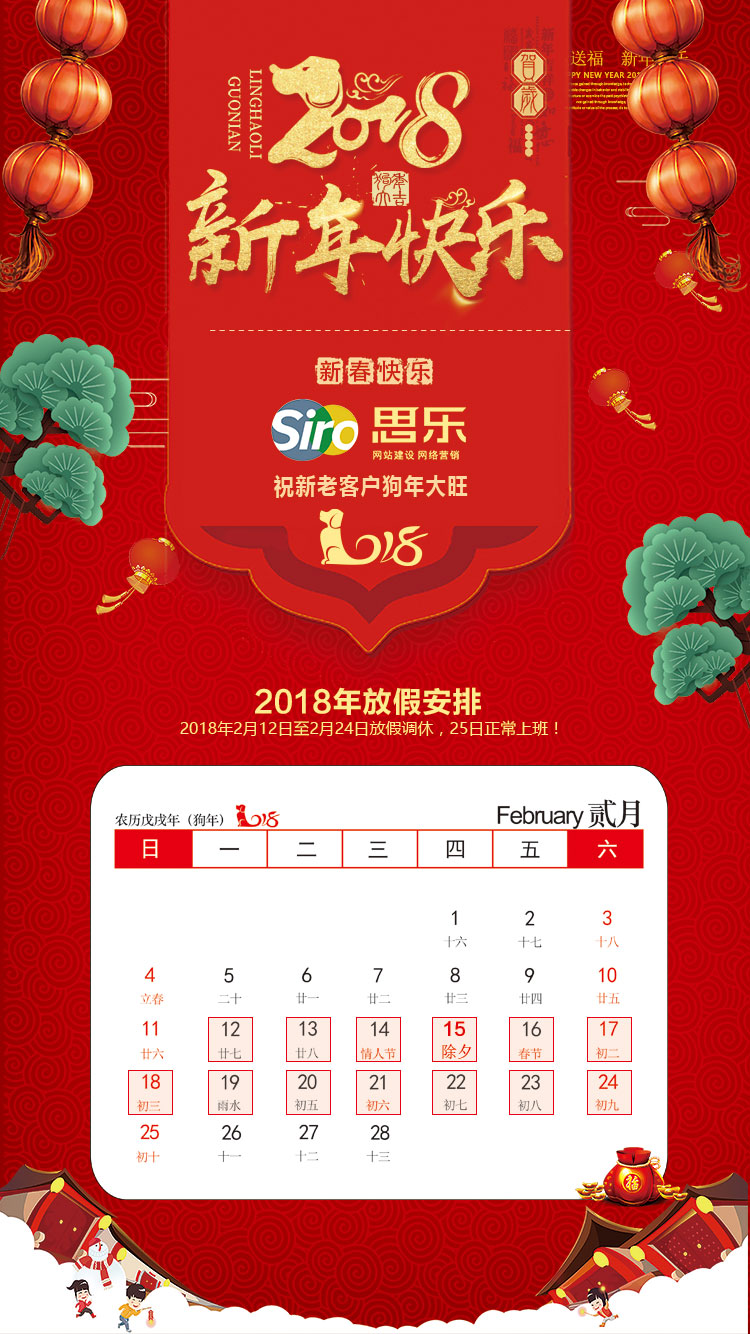 LINGHAOLI
GUONIAN
2018
賀歲
送福 新年
PPY NEW YEAR 201
新年快乐
新春快乐
Siro 思乐
网站建设 网络营销
祝新老客户狗年大旺
2018
2018年放假安排
2018年2月12日至2月24日放假调休，25日正常上班！
农历戊戌年（狗年） 2018 February 贰月
日 一 二 三 四 五 六
1 2 3
十六 十七 十八
4 5 6 7 8 9 10
立春 二十 廿一 廿二 廿三 廿四 廿五
11 12 13 14 15 16 17
廿六 廿七 廿八 情人节 除夕 春节 初二
18 19 20 21 22 23 24
初三 雨水 初五 初六 初七 初八 初九
25 26 27 28
初十 十一 十二 十三
福